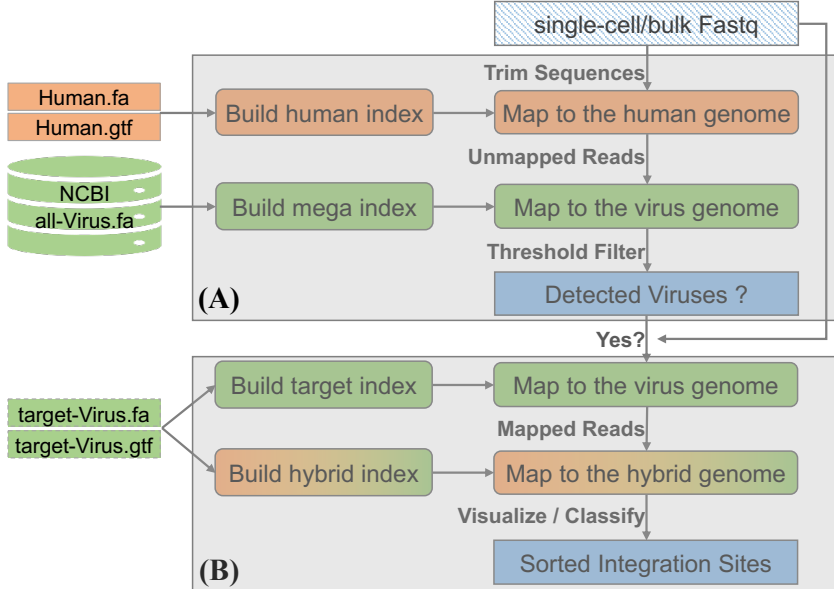 single-cell/bulk Fastq
Trim Sequences
Human.fa
Human.gtf
Build human index
Map to the human genome
Unmapped Reads
NCBI
all-Virus.fa
Build mega index
Map to the virus genome
Threshold Filter
(A)
Detected Viruses ?
Yes?
target-Virus.fa
target-Virus.gtf
Build target index
Map to the virus genome
Mapped Reads
Build hybrid index
Map to the hybrid genome
Visualize / Classify
(B)
Sorted Integration Sites